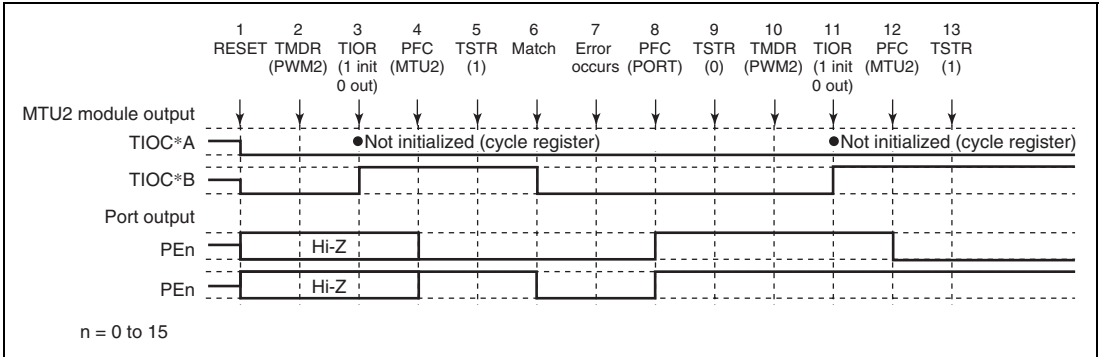 1 2 3 4 5 6 7 8 9 10 11 12 13
RESET TMDR TIOR PFC TSTR Match Error PFC TSTR TMDR TIOR PFC TSTR
(PWM2) (1 init (MTU2) (1) occurs (PORT) (0) (PWM2) (1 init (MTU2) (1)
0 out) 0 out)
MTU2 module output
TIOC*A ●Not initialized (cycle register) ●Not initialized (cycle register)
TIOC*B
Port output
PEn Hi-Z
PEn Hi-Z
n = 0 to 15